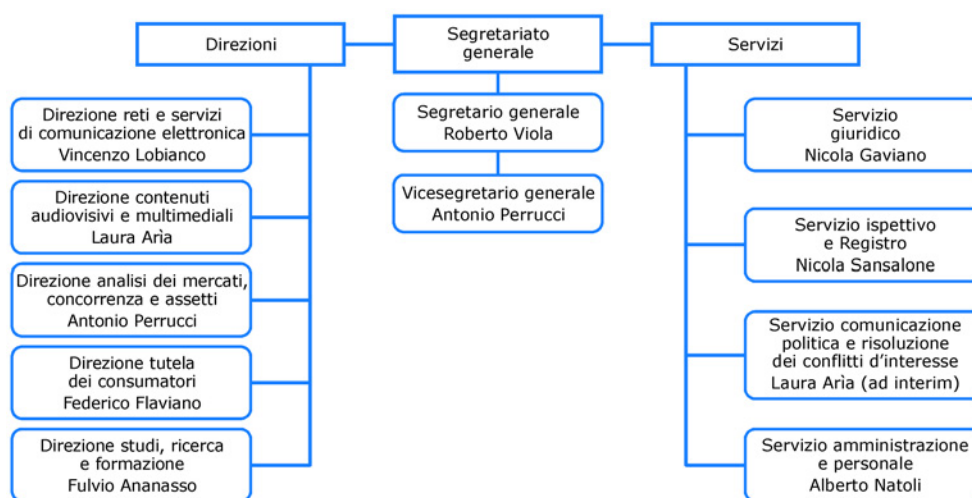 Direzioni
Segretariato
generale
Servizi
Direzione reti e servizi
di comunicazione elettronica
Vincenzo Lobianco
Direzione contenuti
audiovisivi e multimediali
Laura Arìa
Direzione analisi dei mercati,
concorrenza e assetti
Antonio Perrucci
Direzione tutela
dei consumatori
Federico Flaviano
Direzione studi, ricerca
e formazione
Fulvio Ananasso
Segretario generale
Roberto Viola
Vicesegretario generale
Antonio Perrucci
Servizio
giuridico
Nicola Gaviano
Servizio ispettivo
e Registro
Nicola Sansalone
Servizio comunicazione
politica e risoluzione
dei conflitti d'interesse
Laura Arìa (ad interim)
Servizio amministrazione
e personale
Alberto Natoli